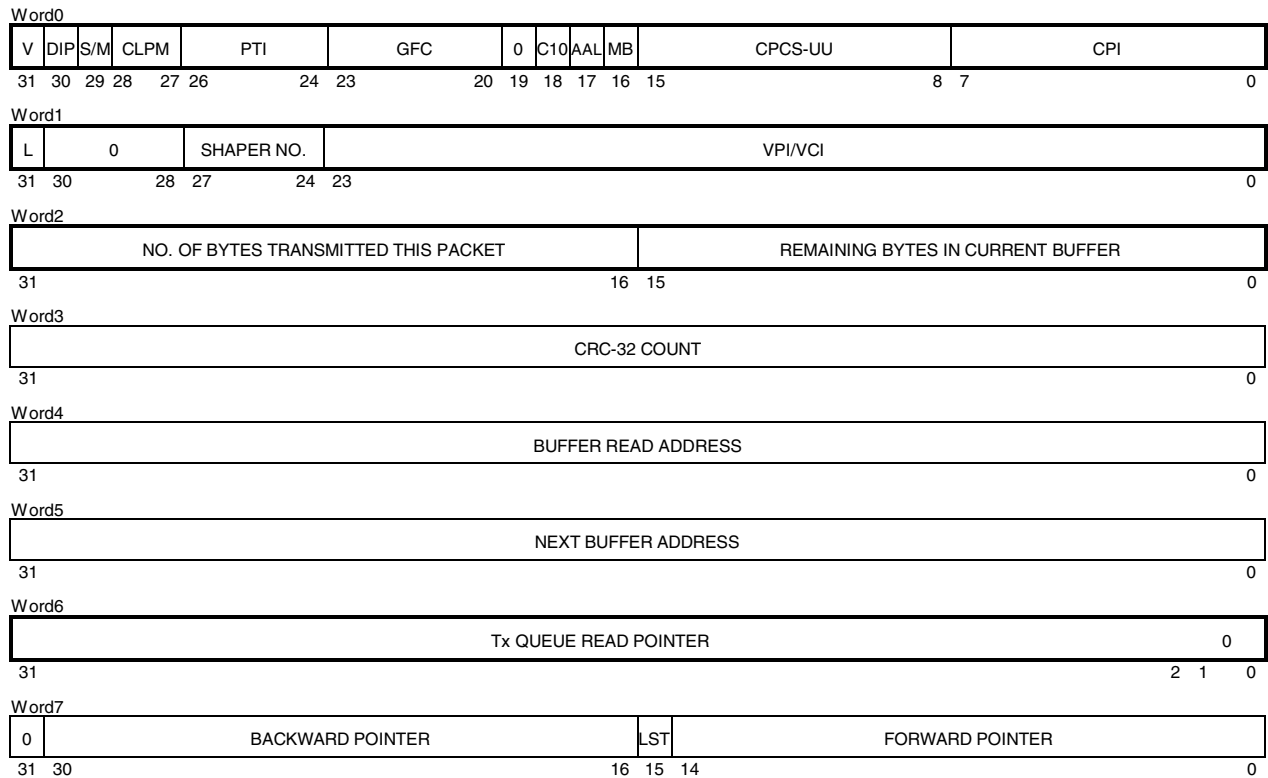 Word0
V DIP S/M CLPM PTI GFC 0 C10 AAL MB CPCS-UU CPI
31 30 29 28 27 26 24 23 20 19 18 17 16 15 8 7 0
Word1
L 0 SHAPER NO. VPI/VCI
31 30 28 27 24 23 0
Word2
NO. OF BYTES TRANSMITTED THIS PACKET REMAINING BYTES IN CURRENT BUFFER
31 16 15 0
Word3
CRC-32 COUNT
31 0
Word4
BUFFER READ ADDRESS
31 0
Word5
NEXT BUFFER ADDRESS
31 0
Word6
Tx QUEUE READ POINTER 0
31 2 1 0
Word7
0 BACKWARD POINTER LST FORWARD POINTER
31 30 16 15 14 0